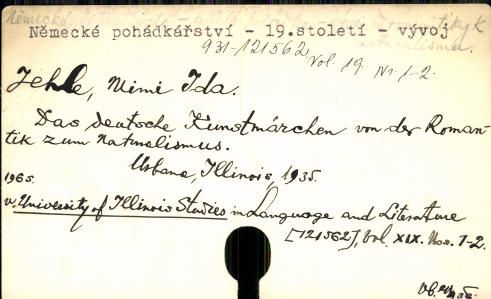 Německé pohádkářství - 19.století - vývoj
931-121562
Vol. 19 Nr. 1-2.
Jehle, Mimi Ida.
Das deutsche Kunstmärchen von der Roman-
tik zum Naturalismus.
Urbana, Illinois, 1935.
1965.
v. University of Illinois Studies in Language and Literature
[121562], Vol. XIX. Nos. 1-2.